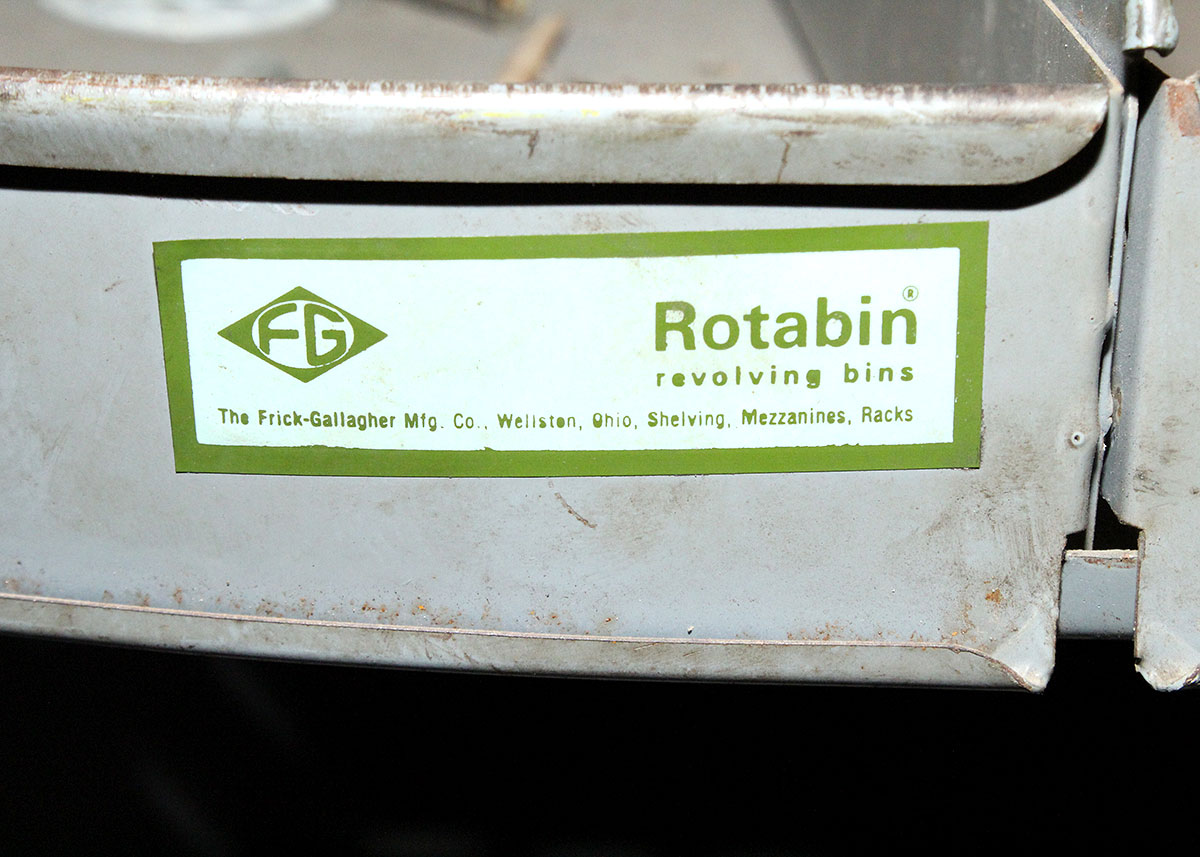 FG
Rotabin®
revolving bins
The Frick-Gallagher Mfg. Co., Wellston, Ohio, Shelving, Mezzanines, Racks